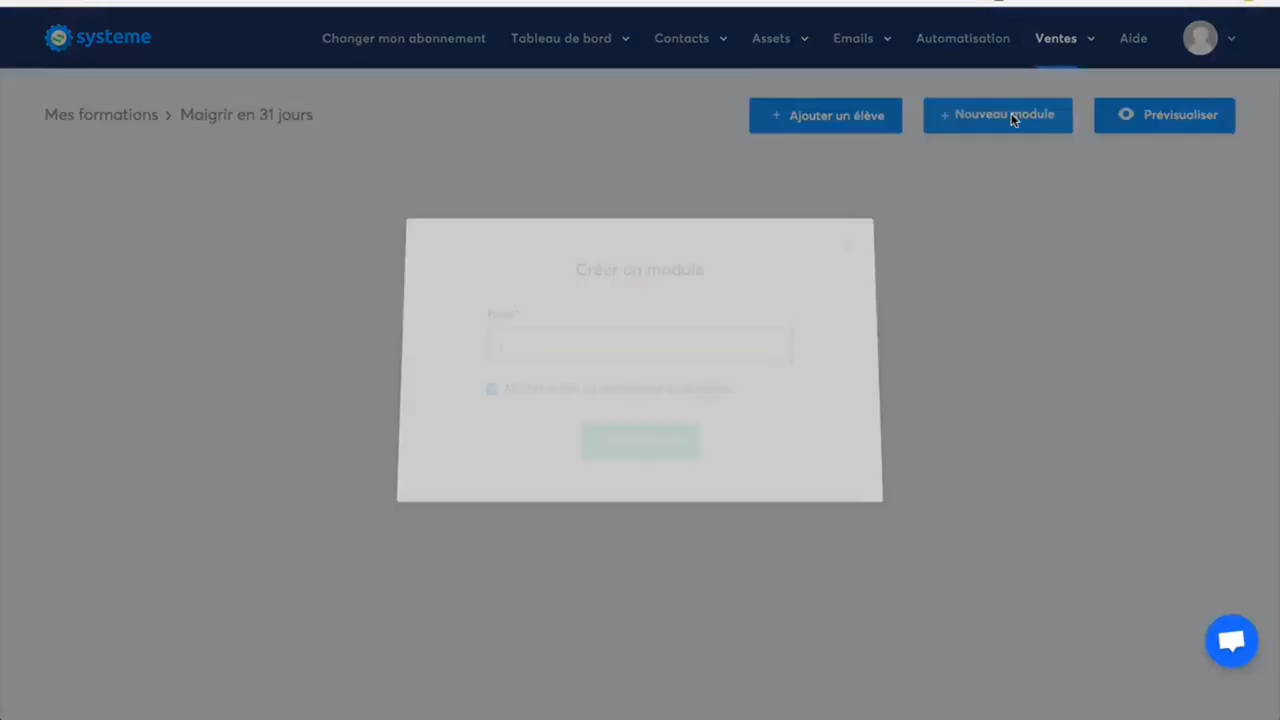 systeme
Changer mon abonnement
Tableau de bord
Contacts
Assets
Emails
Automatisation
Ventes
Aide
Mes formations > Maigrir en 31 jours
+ Ajouter un élève
+ Nouveau module
Prévisualiser
Créer un module